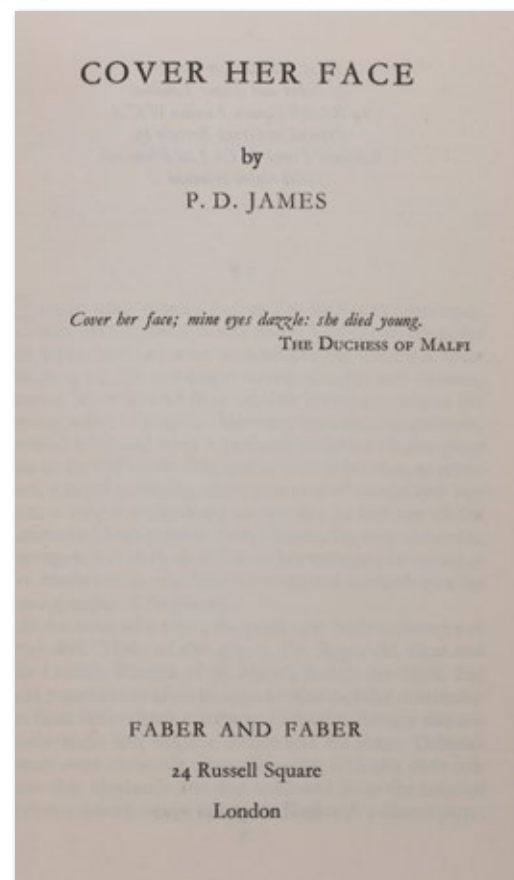 COVER HER FACE
by
P. D. JAMES
Cover her face; mine eyes dazzle: she died young.
THE DUCHESS OF MALFI
FABER AND FABER
24 Russell Square
London